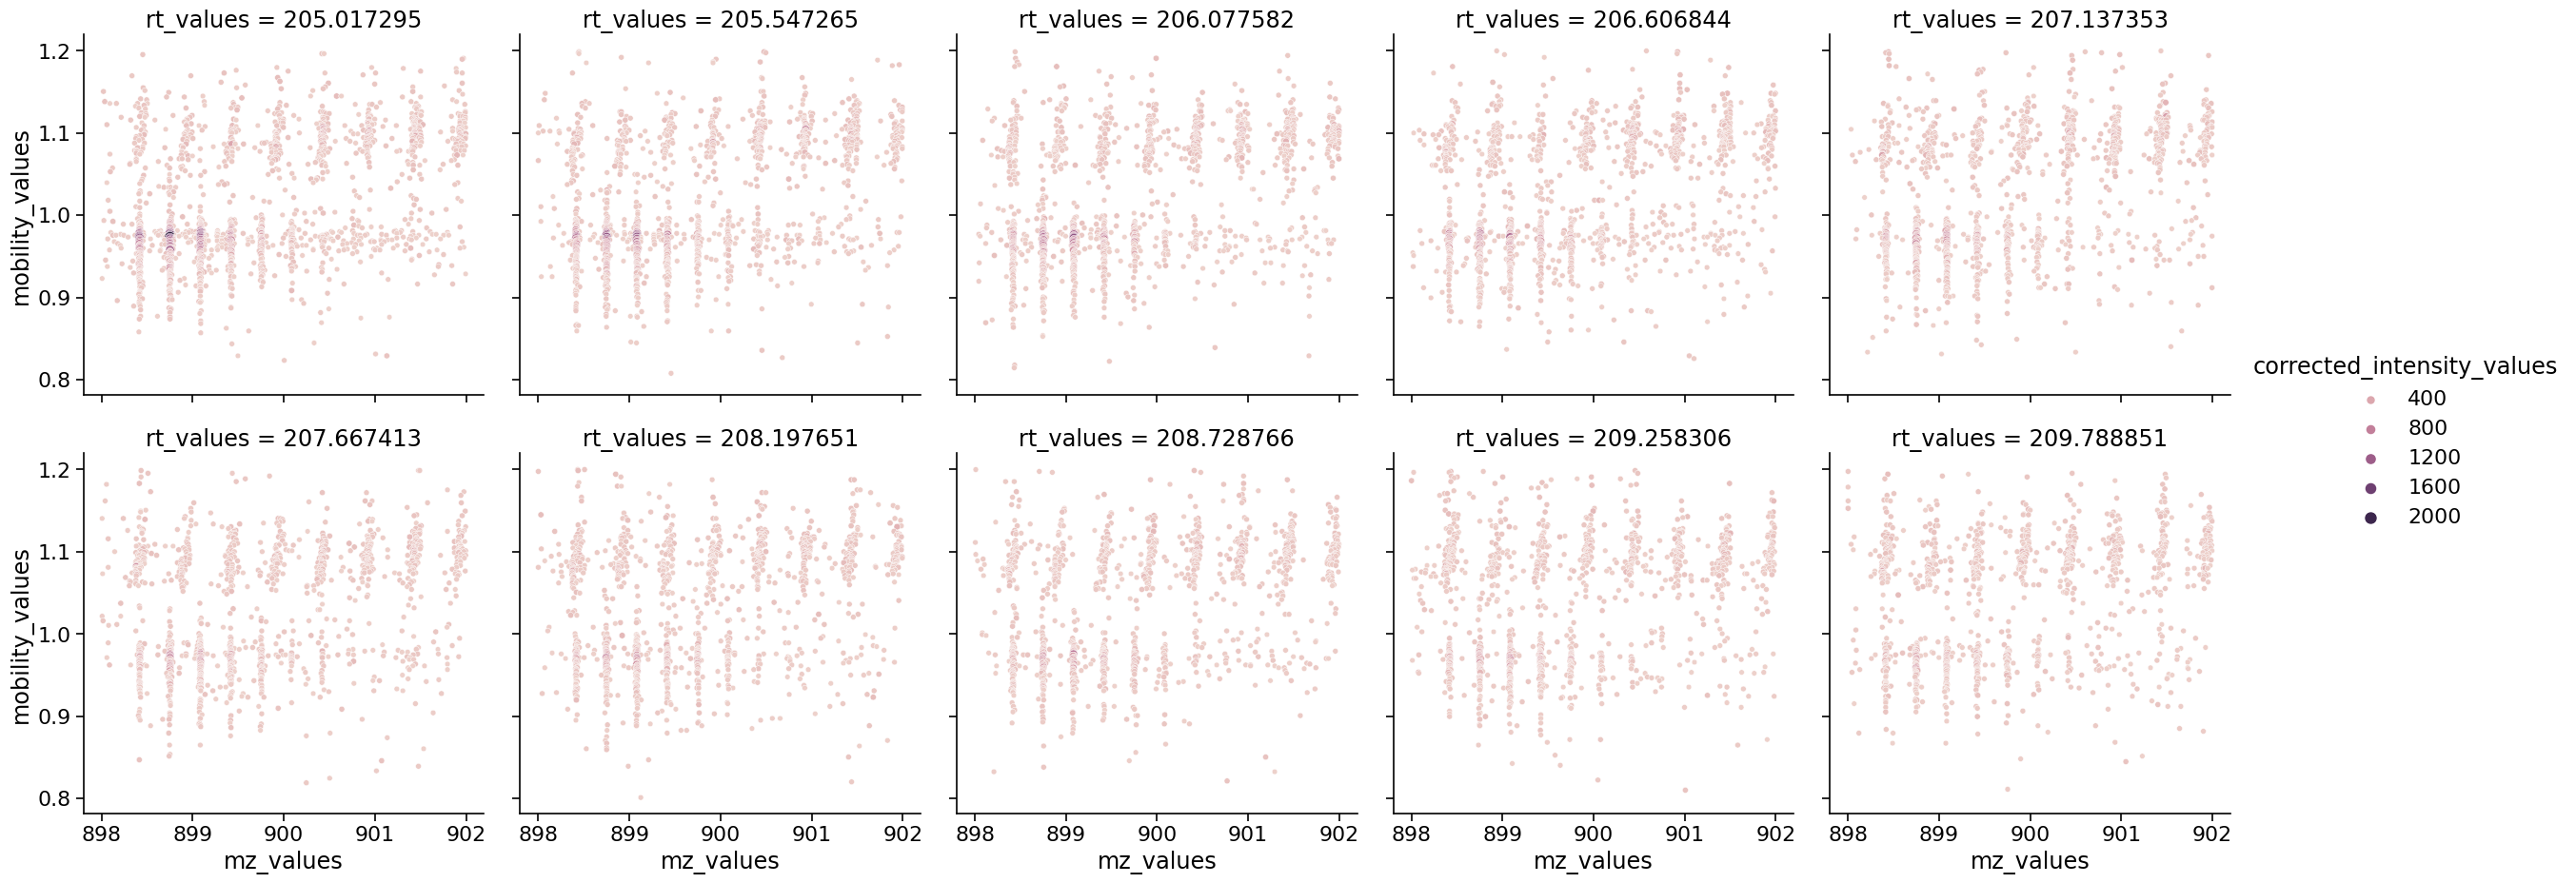 rt_values = 205.017295
rt_values = 205.547265
rt_values = 206.077582
rt_values = 206.606844
rt_values = 207.137353
1.2
1.1
1.0
0.9
0.8
mobility_values
rt_values = 207.667413
rt_values = 208.197651
rt_values = 208.728766
rt_values = 209.258306
rt_values = 209.788851
1.2
1.1
1.0
0.9
0.8
mobility_values
898 899 900 901 902
898 899 900 901 902
898 899 900 901 902
898 899 900 901 902
898 899 900 901 902
mz_values
mz_values
mz_values
mz_values
mz_values
corrected_intensity_values
400
800
1200
1600
2000